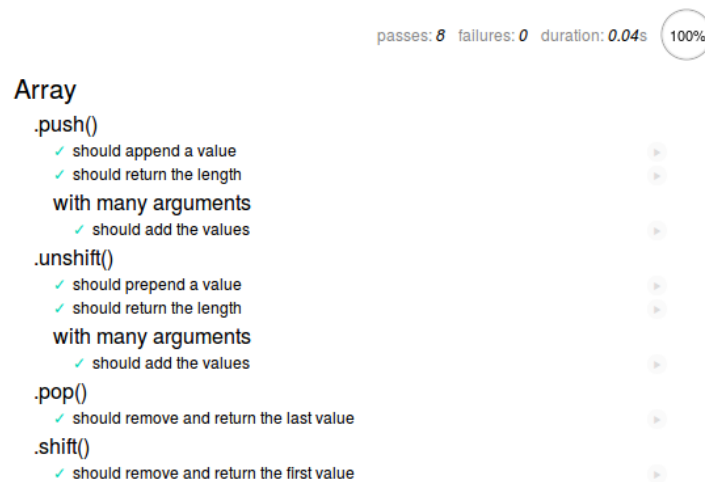 passes: 8 failures: 0 duration: 0.04s 100%
Array
.push()
✓ should append a value
✓ should return the length
with many arguments
✓ should add the values
.unshift()
✓ should prepend a value
✓ should return the length
with many arguments
✓ should add the values
.pop()
✓ should remove and return the last value
.shift()
✓ should remove and return the first value